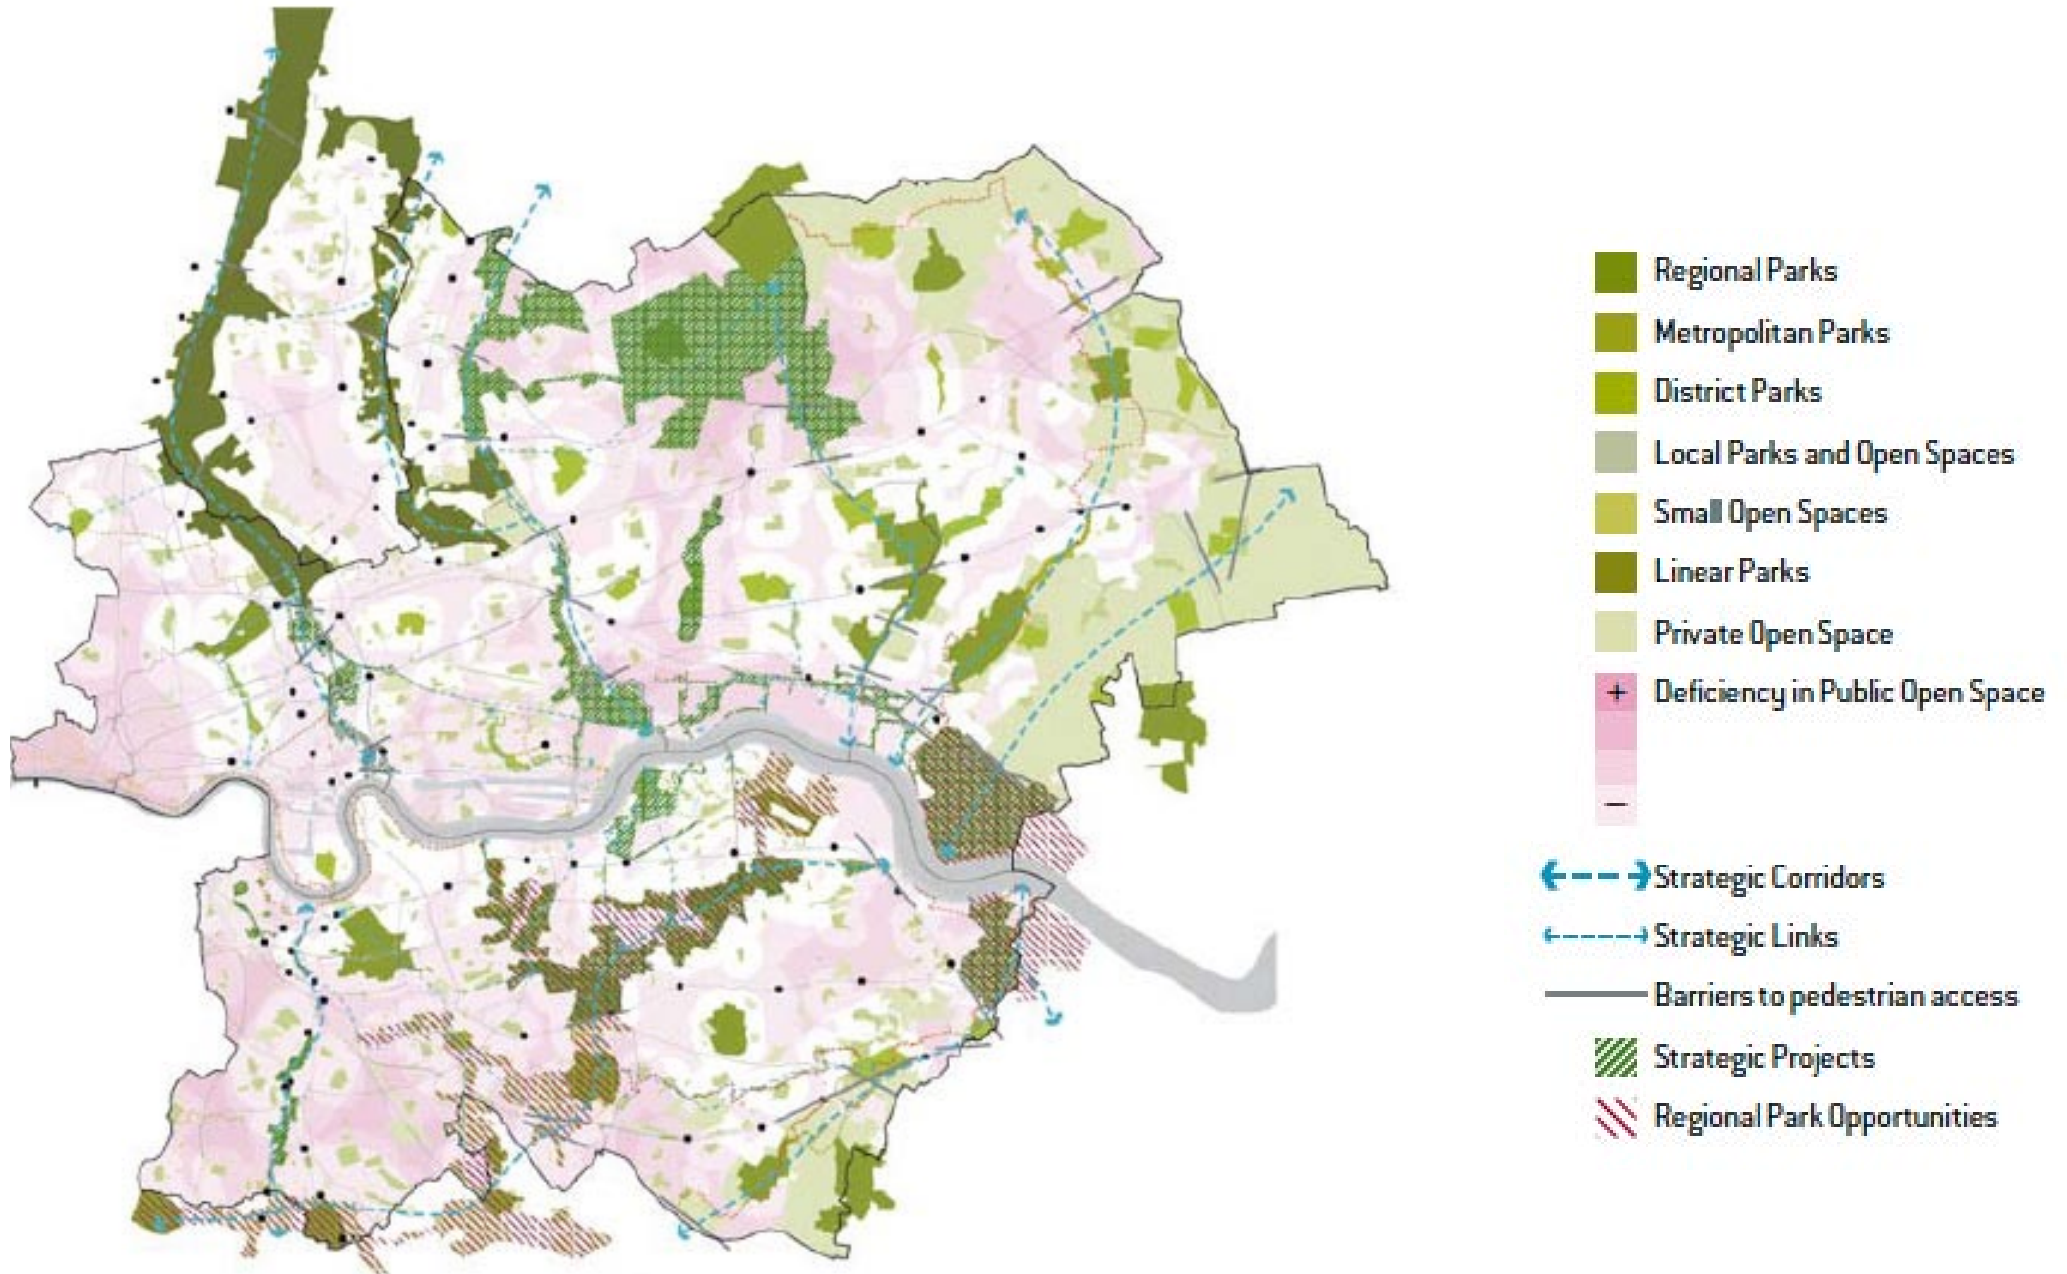 Regional Parks
Metropolitan Parks
District Parks
Local Parks and Open Spaces
Small Open Spaces
Linear Parks
Private Open Space
+ Deficiency in Public Open Space
—
Strategic Corridors
Strategic Links
Barriers to pedestrian access
Strategic Projects
Regional Park Opportunities